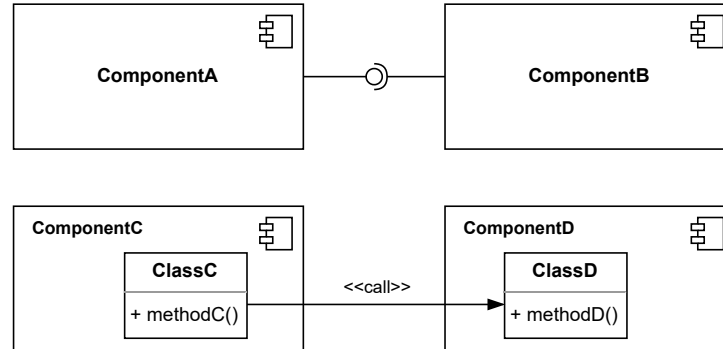 ComponentA
ComponentB
ComponentC
ComponentD
ClassC
<<call>>
ClassD
+ methodC()
+ methodD()